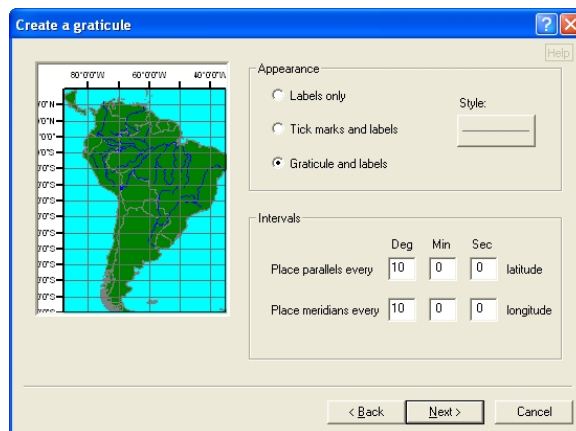 Create a graticule
Help
80°0'0"W 60°0'0"W 40°0'0"W
Appearance
Labels only
Style:
Tick marks and labels
Graticule and labels
Intervals
Deg Min Sec
Place parallels every 10 0 0 latitude
Place meridians every 10 0 0 longitude
< Back Next > Cancel